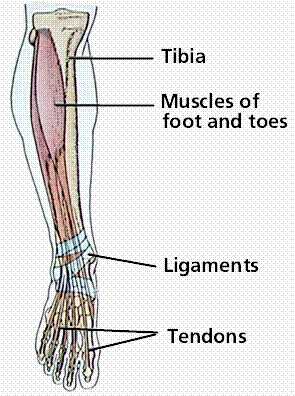 Tibia
Muscles of
foot and toes
Ligaments
Tendons